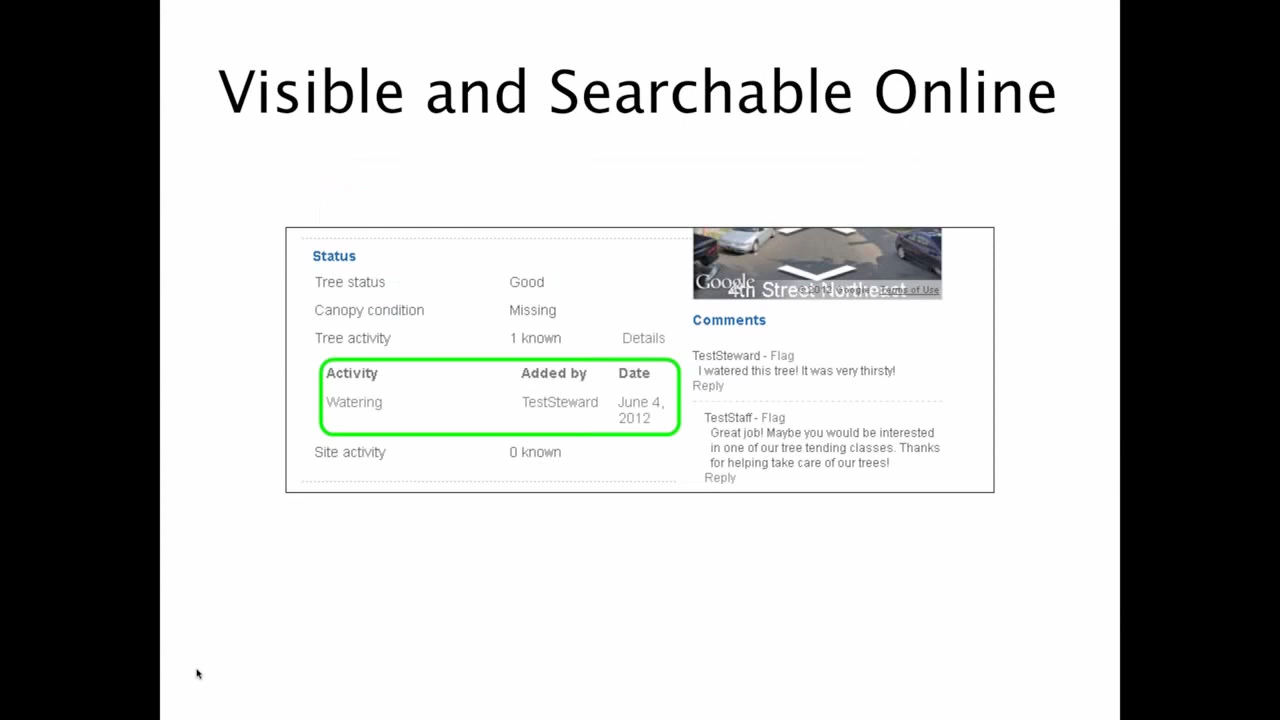 Visible and Searchable Online
Status
Tree status Good
Canopy condition Missing
Tree activity 1 known Details
Activity Added by Date
Watering TestSteward June 4,
2012
Site activity 0 known
Google
4th Street Northeast
Terms of Use
Comments
TestSteward - Flag
I watered this tree! It was very thirsty!
Reply
TestStaff - Flag
Great job! Maybe you would be interested
in one of our tree tending classes. Thanks
for helping take care of our trees!
Reply